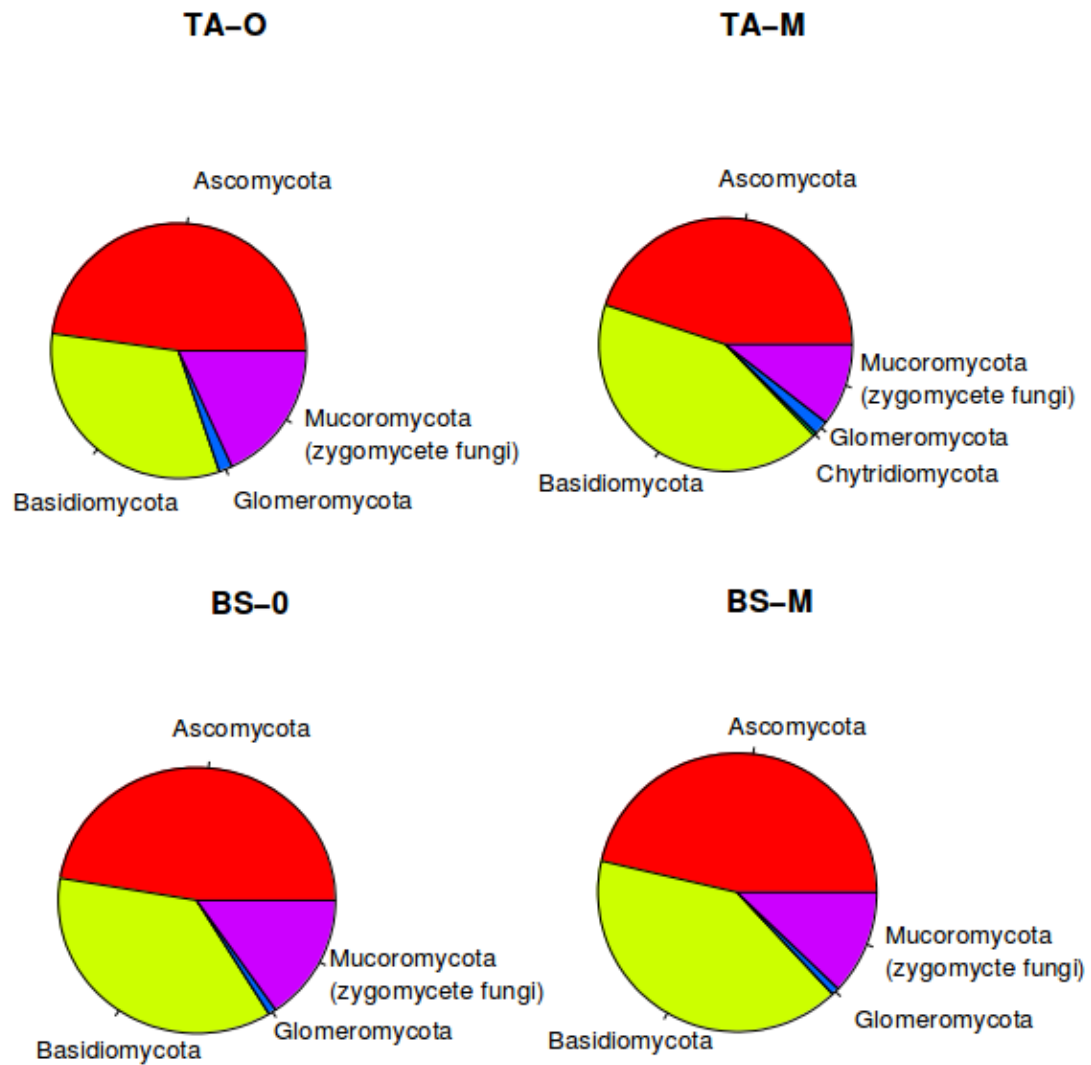 TA–O
Ascomycota
Mucoromycota
(zygomycete fungi)
Basidiomycota
Glomeromycota
TA–M
Ascomycota
Mucoromycota
(zygomycete fungi)
Glomeromycota
Chytridiomycota
Basidiomycota
BS–0
Ascomycota
Mucoromycota
(zygomycete fungi)
Glomeromycota
Basidiomycota
BS–M
Ascomycota
Mucoromycota
(zygomycte fungi)
Glomeromycota
Basidiomycota